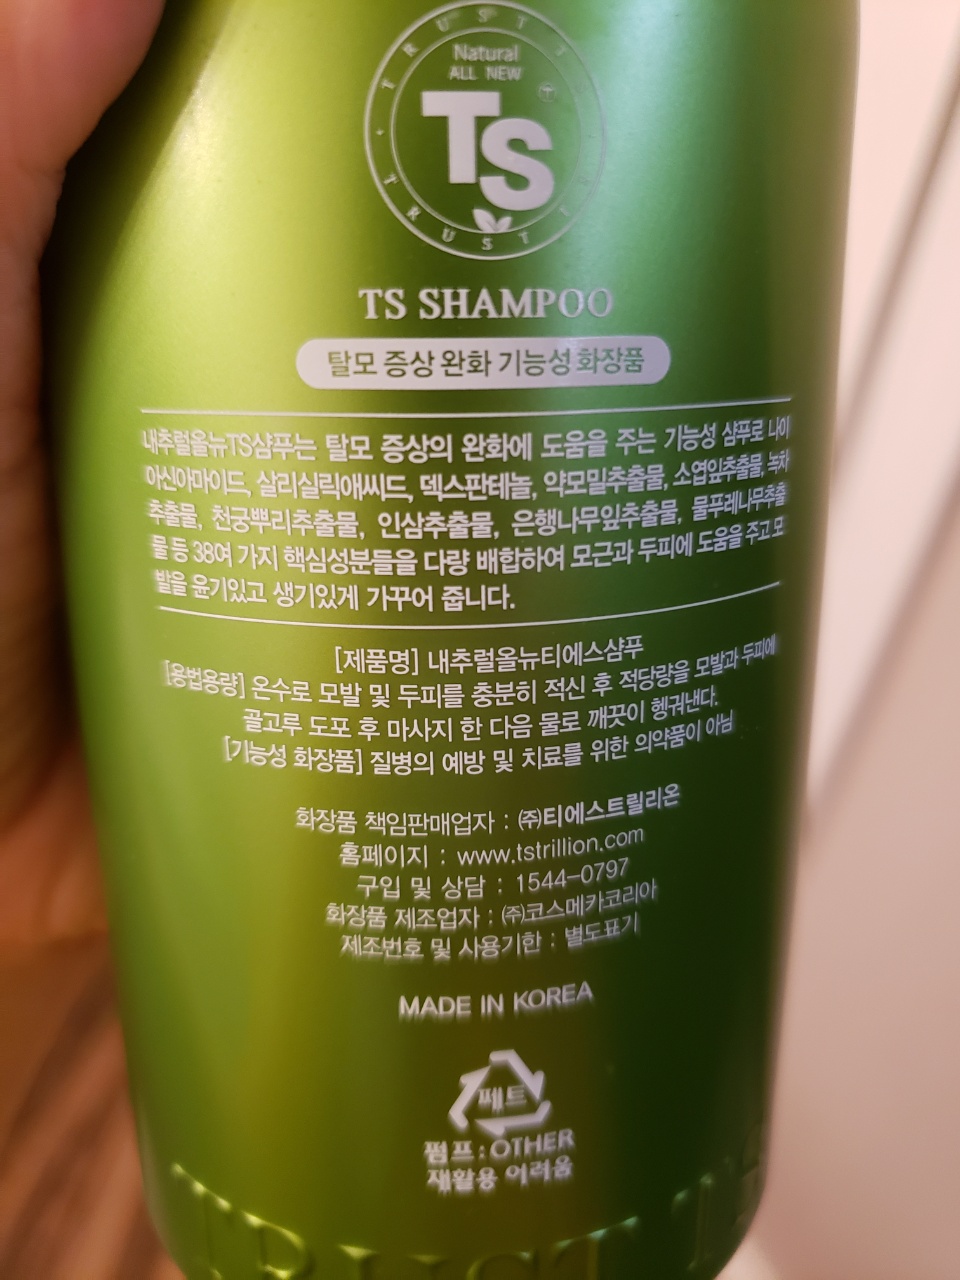 TRUST
Natural
ALL NEW
TS
TRUST
TS SHAMPOO
탈모 증상 완화 기능성 화장품
내추럴올뉴TS샴푸는 탈모 증상의 완화에 도움을 주는 기능성 샴푸로 나이
아신아마이드, 살리실릭애씨드, 덱스판테놀, 약모밀추출물, 소엽잎추출물, 녹차
추출물, 천궁뿌리추출물, 인삼추출물, 은행나무잎추출물, 물푸레나무추출
물 등 38여 가지 핵심성분들을 다량 배합하여 모근과 두피에 도움을 주고 모
발을 윤기있고 생기있게 가꾸어 줍니다.
[제품명] 내추럴올뉴티에스샴푸
[용법용량] 온수로 모발 및 두피를 충분히 적신 후 적당량을 모발과 두피에
골고루 도포 후 마사지 한 다음 물로 깨끗이 헹궈낸다.
[기능성 화장품] 질병의 예방 및 치료를 위한 의약품이 아님
화장품 책임판매업자 : ㈜티에스트릴리온
홈페이지 : www.tstrillion.com
구입 및 상담 : 1544-0797
화장품 제조업자 : ㈜코스메카코리아
제조번호 및 사용기한 : 별도표기
MADE IN KOREA
페트
펌프:OTHER
재활용 어려움
TRUST